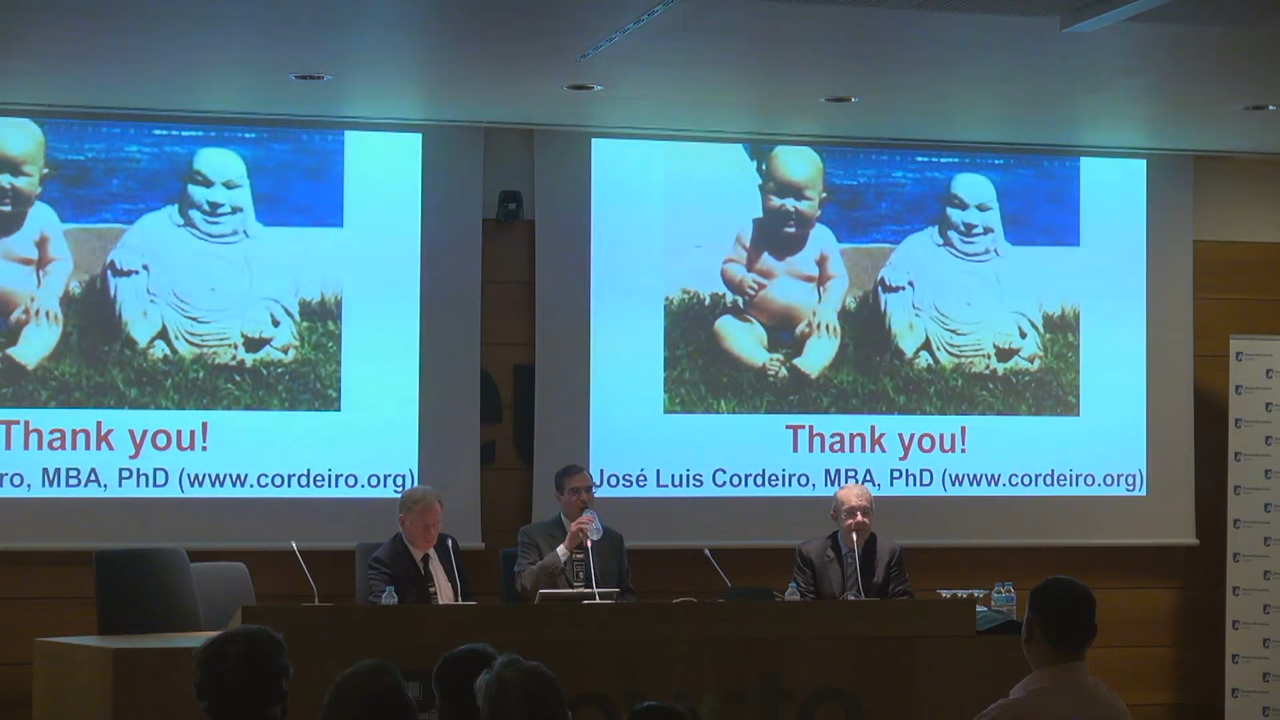 Thank you!
ro, MBA, PhD (www.cordeiro.org)
Thank you!
José Luis Cordeiro, MBA, PhD (www.cordeiro.org)